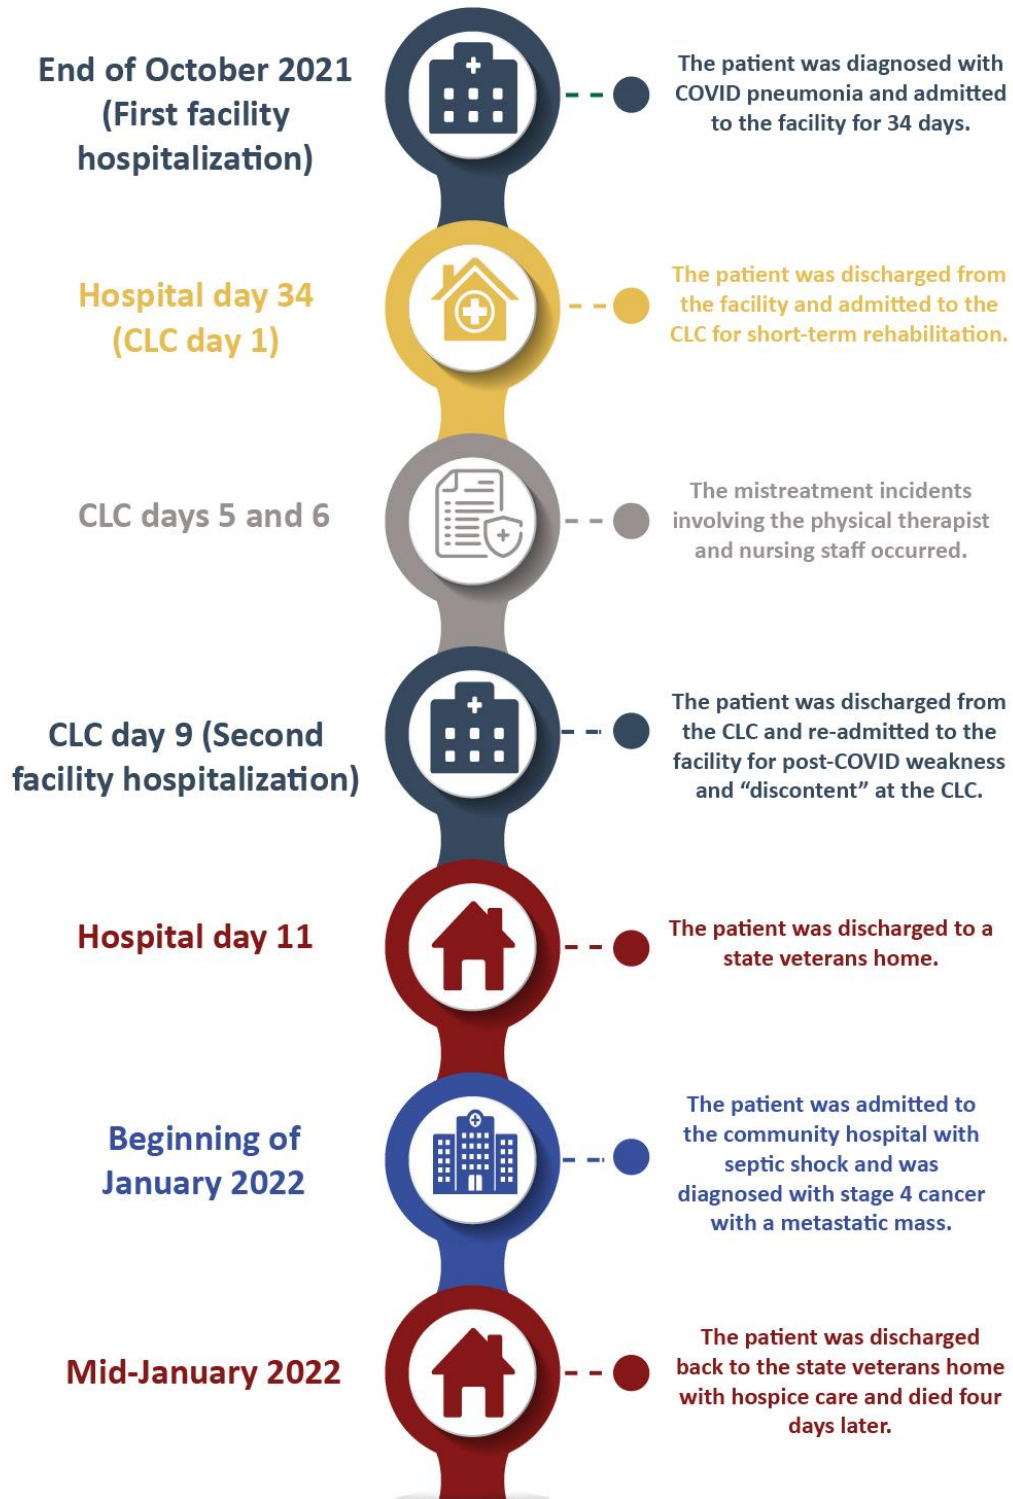 End of October 2021
(First facility
hospitalization)
The patient was diagnosed with
COVID pneumonia and admitted
to the facility for 34 days.
Hospital day 34
(CLC day 1)
The patient was discharged from
the facility and admitted to the
CLC for short-term rehabilitation.
CLC days 5 and 6
The mistreatment incidents
involving the physical therapist
and nursing staff occurred.
CLC day 9 (Second
facility hospitalization)
The patient was discharged from
the CLC and re-admitted to the
facility for post-COVID weakness
and “discontent” at the CLC.
Hospital day 11
The patient was discharged to a
state veterans home.
Beginning of
January 2022
The patient was admitted to
the community hospital with
septic shock and was
diagnosed with stage 4 cancer
with a metastatic mass.
Mid-January 2022
The patient was discharged
back to the state veterans home
with hospice care and died four
days later.